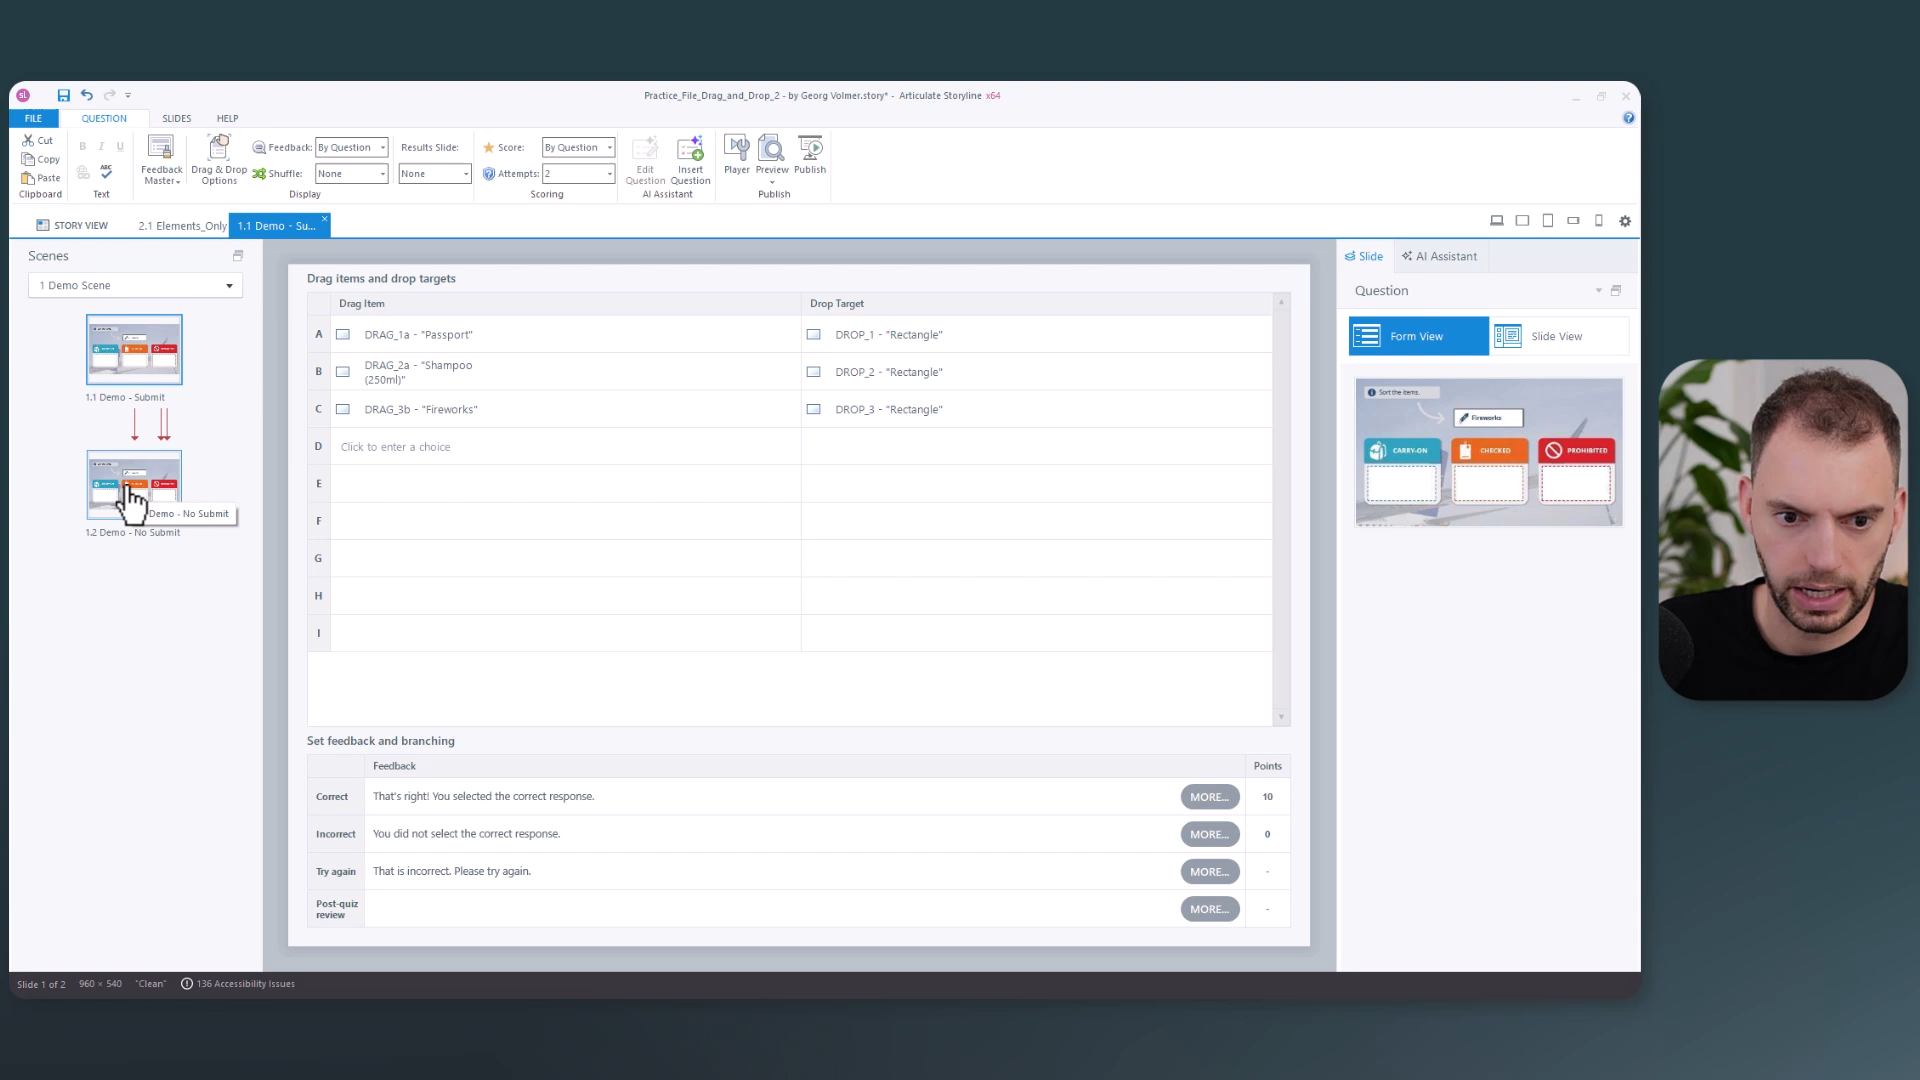 Practice_File_Drag_and_Drop_2 - by Georg Volmer.story* - Articulate Storyline x64
FILE
QUESTION
SLIDES
HELP
Cut
Copy
Paste
Clipboard
B I U
ABC
Text
Feedback
Master
Drag & Drop
Options
Feedback: By Question
Shuffle: None
Display
Results Slide:
None
Score: By Question
Attempts: 2
Scoring
Edit
Question
Insert
Question
AI Assistant
Player
Preview
Publish
Publish
STORY VIEW
2.1 Elements_Only
1.1 Demo - Su...
Scenes
1 Demo Scene
1.1 Demo - Submit
Demo - No Submit
1.2 Demo - No Submit
Drag items and drop targets
Drag Item
Drop Target
A DRAG_1a - "Passport" DROP_1 - "Rectangle"
B DRAG_2a - "Shampoo
(250ml)" DROP_2 - "Rectangle"
C DRAG_3b - "Fireworks" DROP_3 - "Rectangle"
D Click to enter a choice
E
F
G
H
I
Set feedback and branching
Feedback
Points
Correct That's right! You selected the correct response. MORE... 10
Incorrect You did not select the correct response. MORE... 0
Try again That is incorrect. Please try again. MORE... -
Post-quiz
review MORE... -
Slide
AI Assistant
Question
Form View
Slide View
Sort the items.
Fireworks
CARRY-ON
CHECKED
PROHIBITED
Slide 1 of 2 960 × 540 "Clean" 136 Accessibility Issues